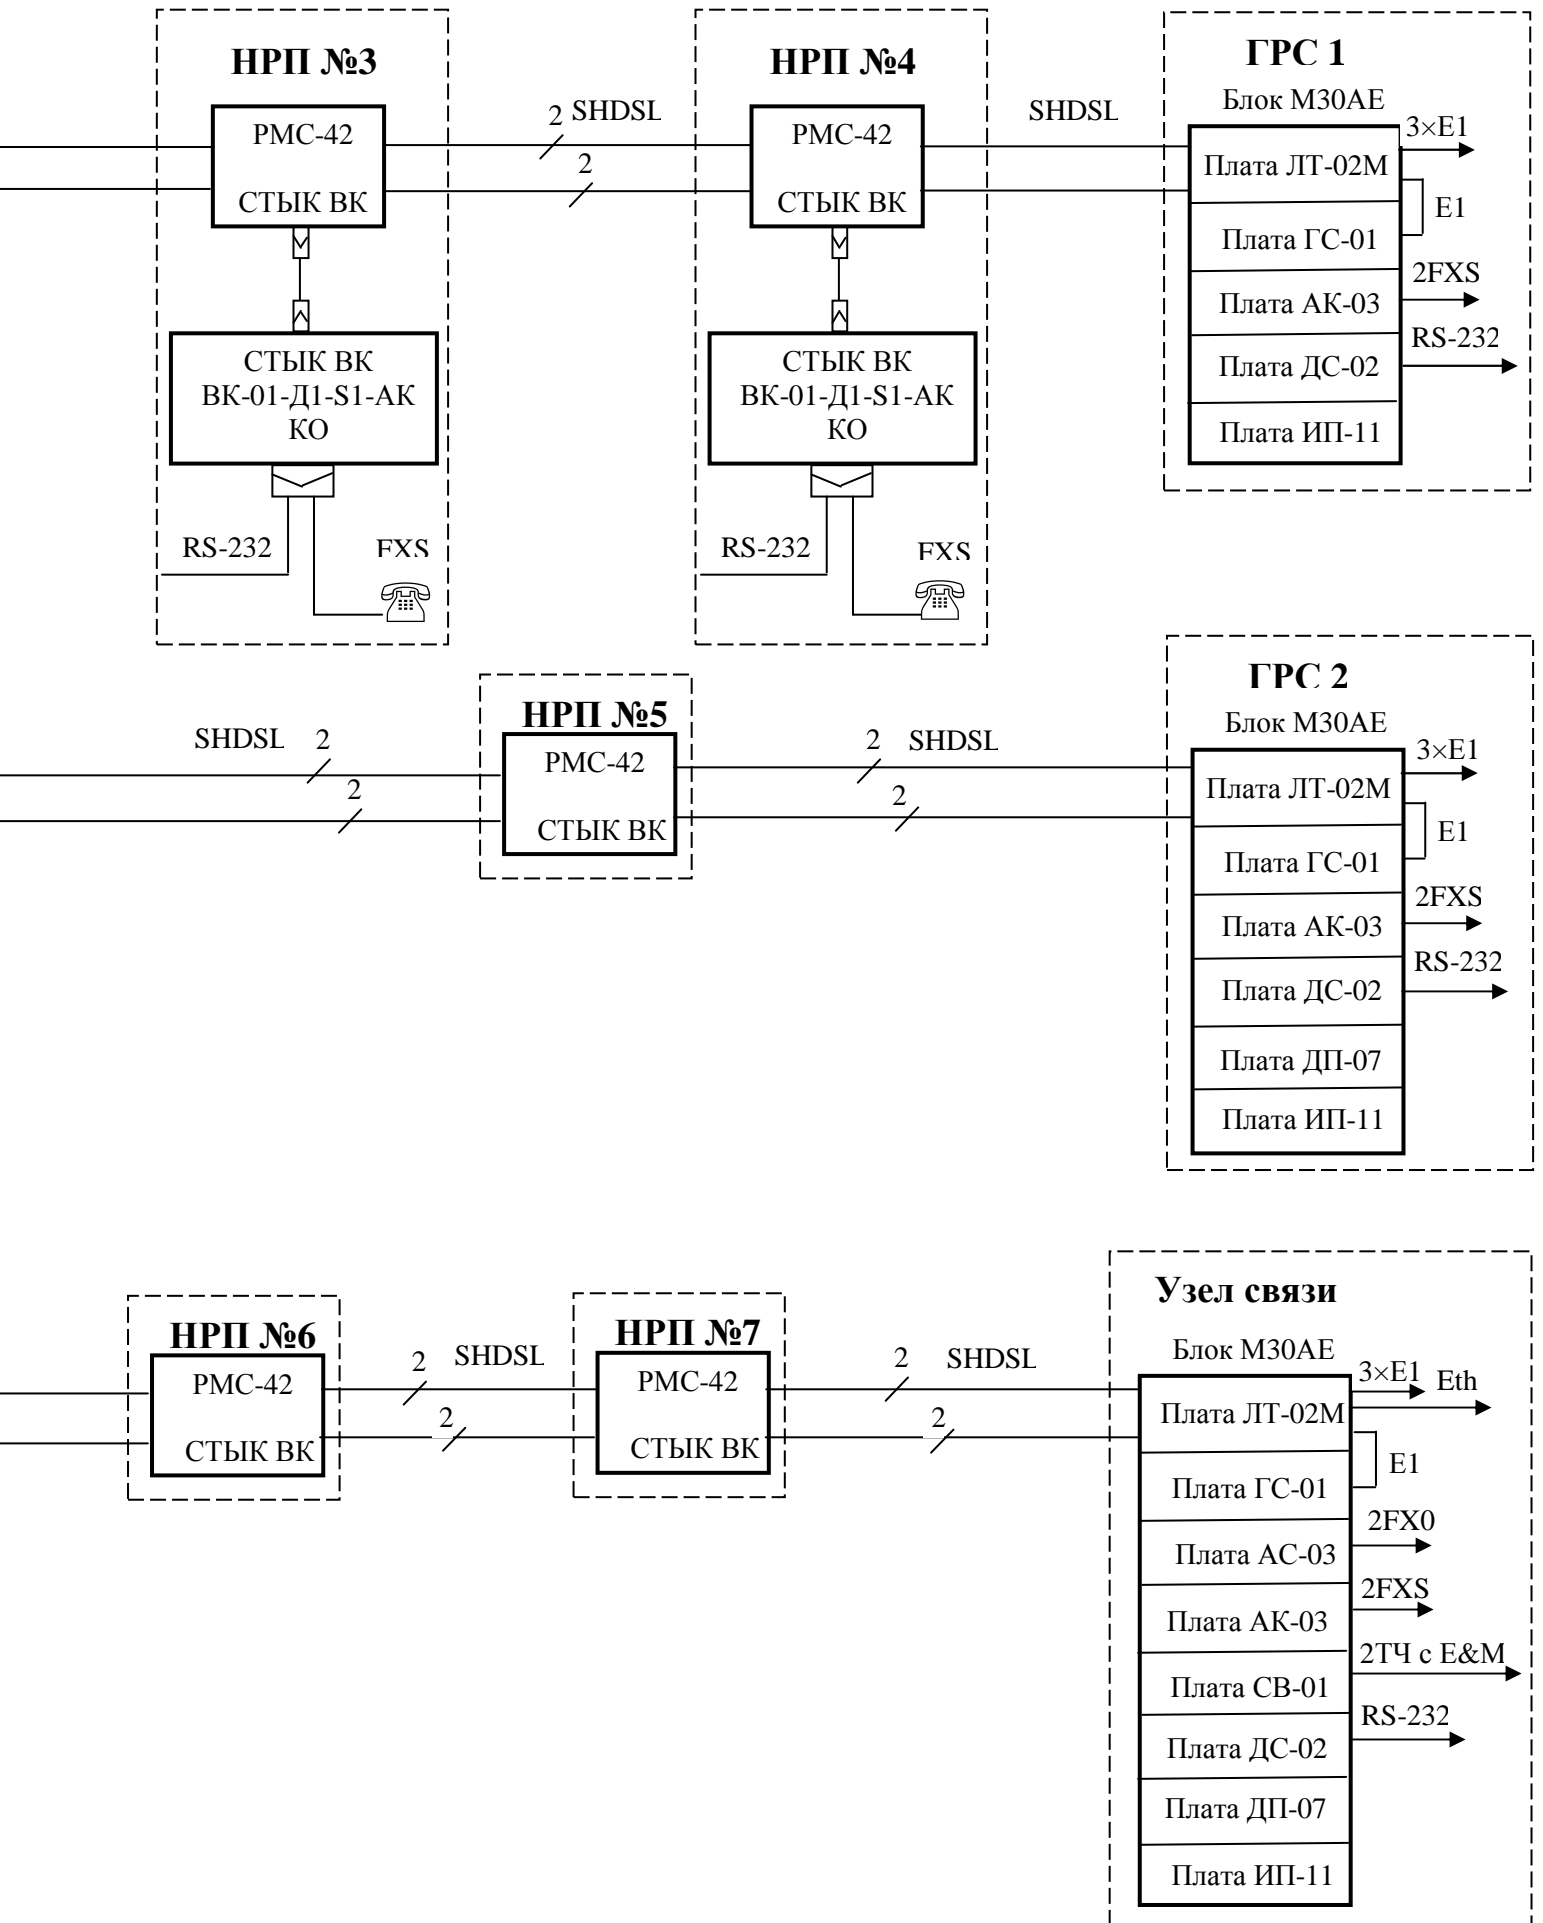 НРП №3
РМС-42
СТЫК ВК
СТЫК ВК
ВК-01-Д1-S1-АК
КО
RS-232
FXS
2 SHDSL
2
НРП №4
РМС-42
СТЫК ВК
СТЫК ВК
ВК-01-Д1-S1-АК
КО
RS-232
FXS
SHDSL
ГРС 1
Блок М30АЕ
Плата ЛТ-02М
Плата ГС-01
Плата АК-03
Плата ДС-02
Плата ИП-11
3×Е1
Е1
2FXS
RS-232
SHDSL 2
2
НРП №5
РМС-42
СТЫК ВК
2 SHDSL
2
ГРС 2
Блок М30АЕ
Плата ЛТ-02М
Плата ГС-01
Плата АК-03
Плата ДС-02
Плата ДП-07
Плата ИП-11
3×Е1
Е1
2FXS
RS-232
НРП №6
РМС-42
СТЫК ВК
2 SHDSL
2
НРП №7
РМС-42
СТЫК ВК
2 SHDSL
2
Узел связи
Блок М30АЕ
Плата ЛТ-02М
Плата ГС-01
Плата АС-03
Плата АК-03
Плата СВ-01
Плата ДС-02
Плата ДП-07
Плата ИП-11
3×Е1 Eth
Е1
2FX0
2FXS
2ТЧ с E&M
RS-232